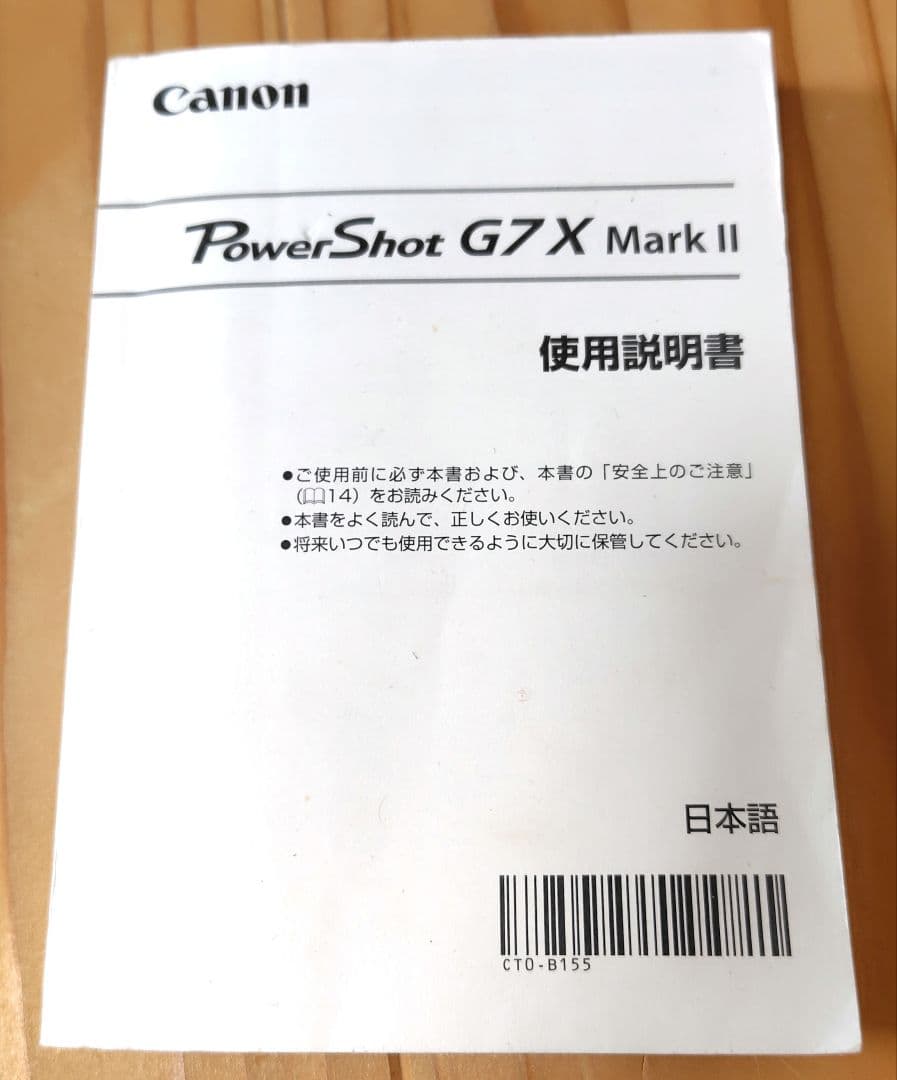 Canon
PowerShot G7 X Mark II
使用説明書
●ご使用前に必ず本書および、本書の「安全上のご注意」
（📖14）をお読みください。
●本書をよく読んで、正しくお使いください。
●将来いつでも使用できるように大切に保管してください。
日本語
CT0-B155